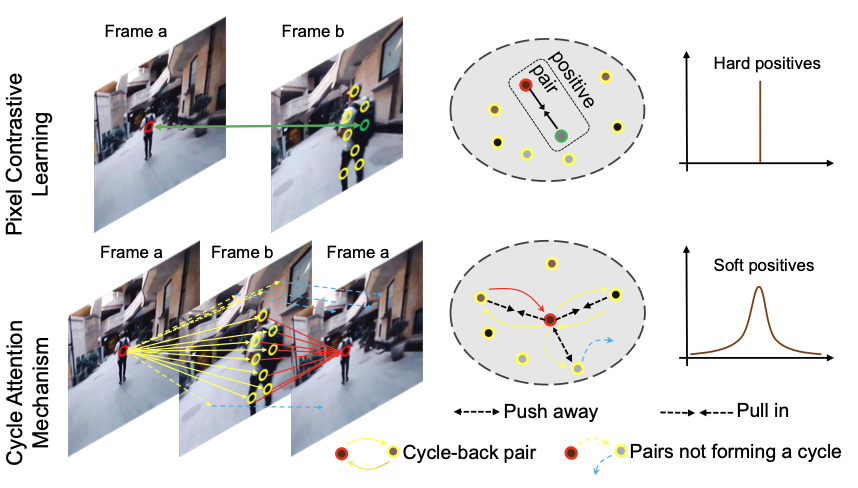 Pixel Contrastive
Learning
Frame a
Frame b
positive
pair
Hard positives
Cycle Attention
Mechanism
Frame a
Frame b
Frame a
Soft positives
Push away
Pull in
Cycle-back pair
Pairs not forming a cycle